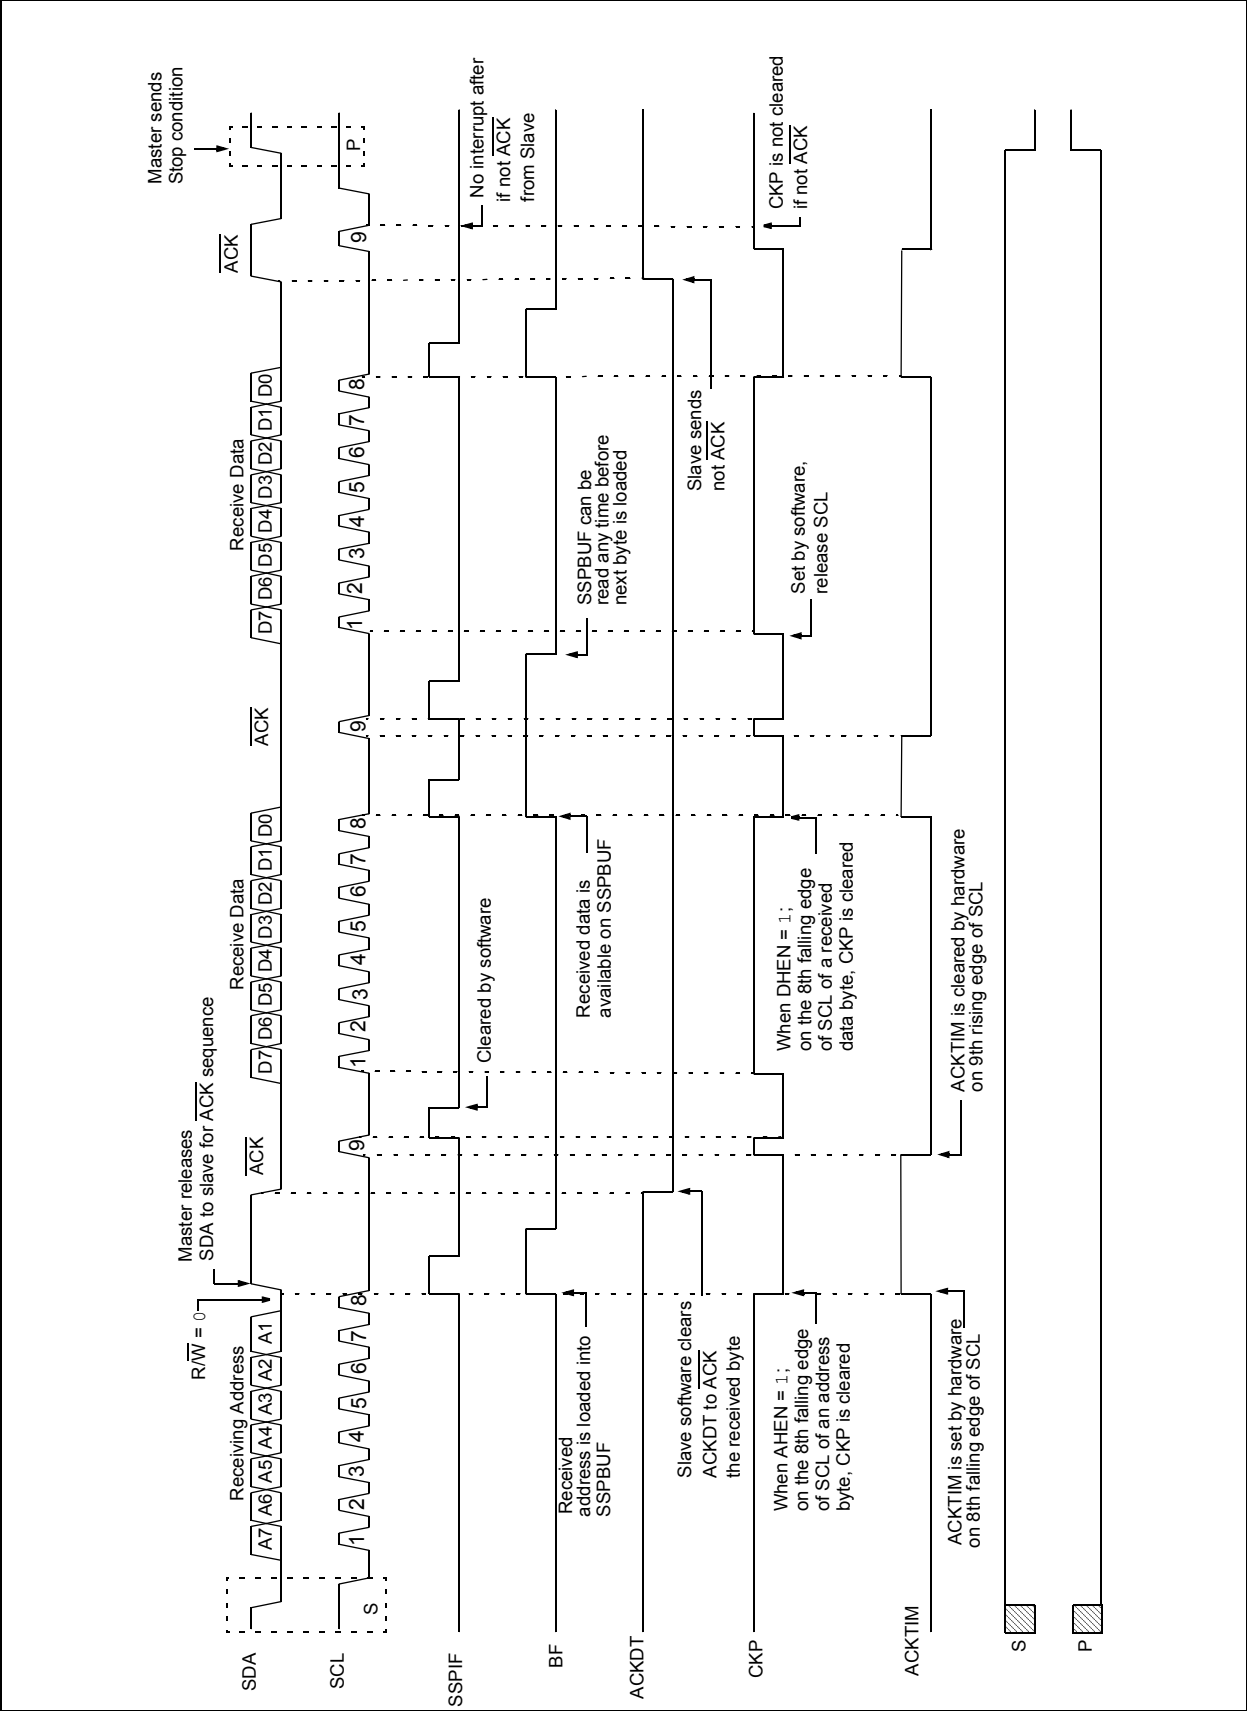 Master sends
Stop condition
Master releases
SDA to slave for ACK sequence
R/W = 0
Receiving Address
ACK
Receive Data
ACK
Receive Data
ACK
SDA
A7 A6 A5 A4 A3 A2 A1
D7 D6 D5 D4 D3 D2 D1 D0
D7 D6 D5 D4 D3 D2 D1 D0
SCL
S
1 2 3 4 5 6 7 8 9
1 2 3 4 5 6 7 8 9
1 2 3 4 5 6 7 8 9
P
SSPIF
Cleared by software
No interrupt after
if not ACK
from Slave
BF
Received
address is loaded into
SSPBUF
Received data is
available on SSPBUF
SSPBUF can be
read any time before
next byte is loaded
ACKDT
Slave software clears
ACKDT to ACK
the received byte
Slave sends
not ACK
CKP
When AHEN = 1;
on the 8th falling edge
of SCL of an address
byte, CKP is cleared
When DHEN = 1;
on the 8th falling edge
of SCL of a received
data byte, CKP is cleared
Set by software,
release SCL
CKP is not cleared
if not ACK
ACKTIM
ACKTIM is set by hardware
on 8th falling edge of SCL
ACKTIM is cleared by hardware
on 9th rising edge of SCL
S
P